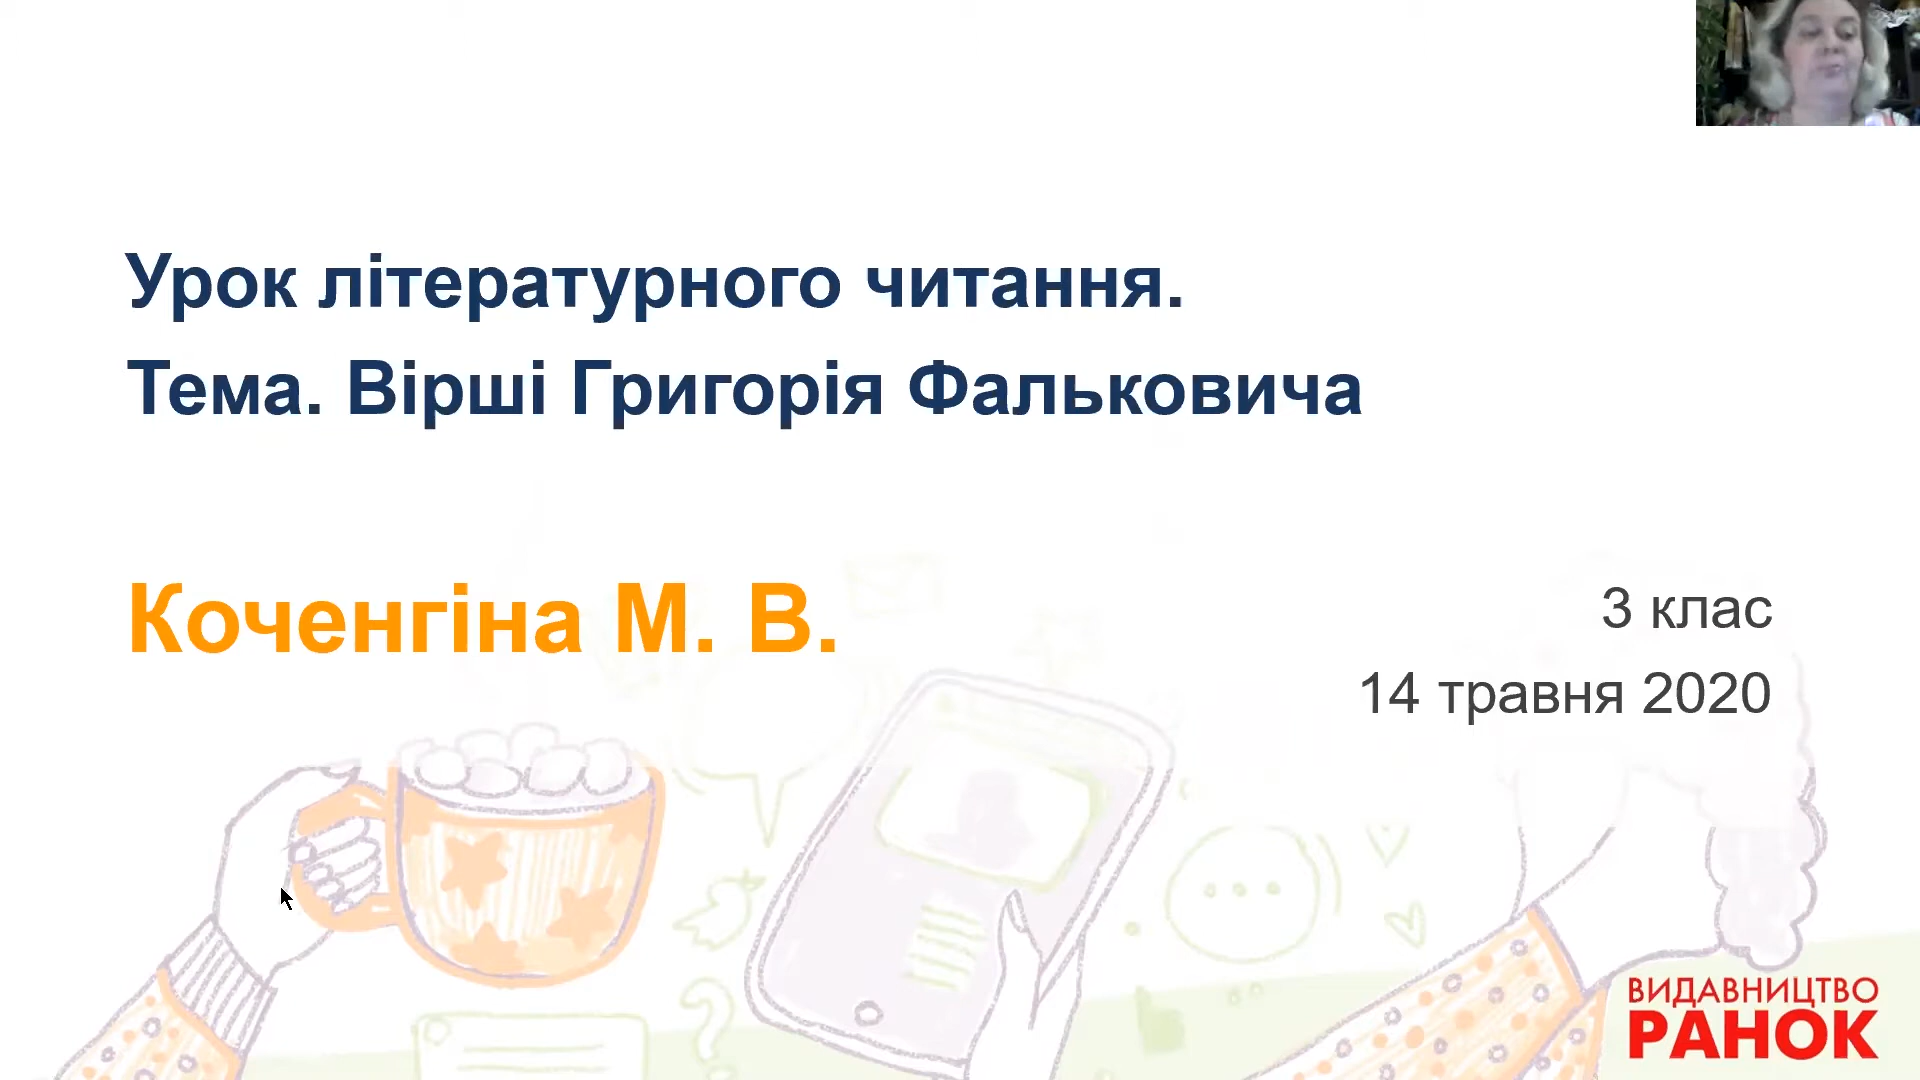 Урок літературного читання.
Тема. Вірші Григорія Фальковича
Коченгіна М. В.
3 клас
14 травня 2020
ВИДАВНИЦТВО
РАНОК